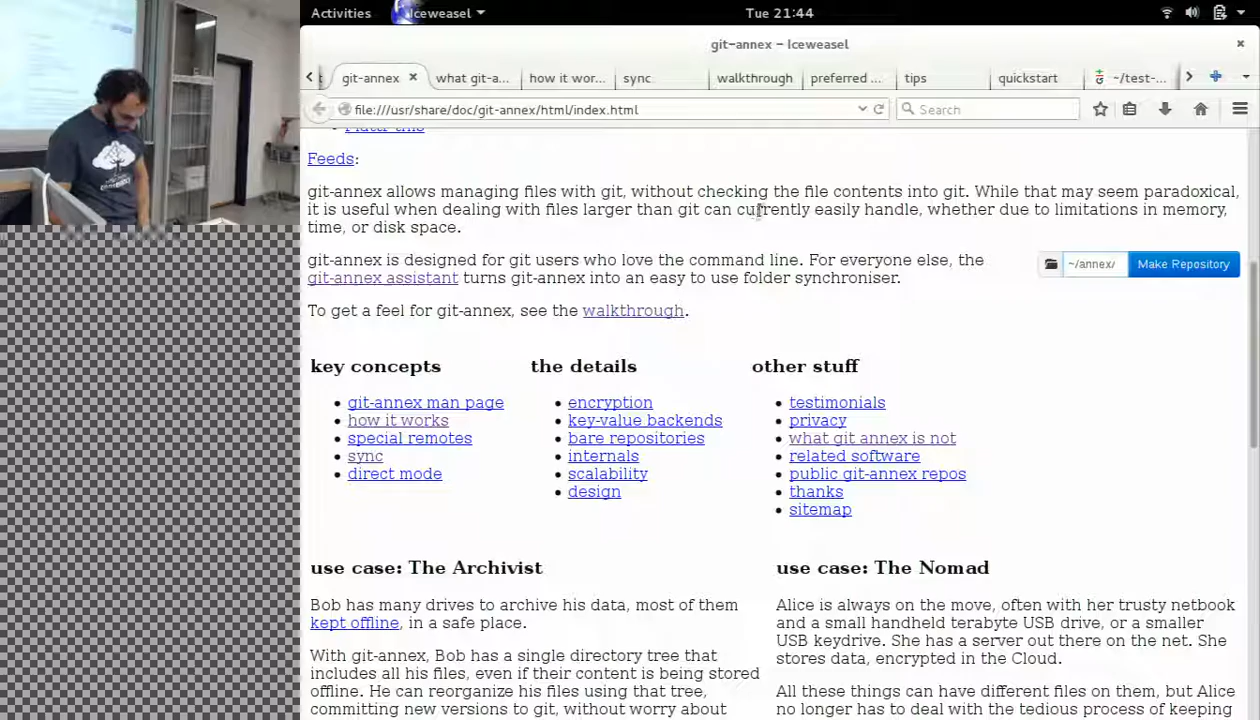 Activities Iceweasel Tue 21:44
git-annex - Iceweasel
t git-annex what git-a... how it wor... sync walkthrough preferred ... tips quickstart ~/test-...
file:///usr/share/doc/git-annex/html/index.html Search
Feeds:
git-annex allows managing files with git, without checking the file contents into git. While that may seem paradoxical,
it is useful when dealing with files larger than git can currently easily handle, whether due to limitations in memory,
time, or disk space.
git-annex is designed for git users who love the command line. For everyone else, the
git-annex assistant turns git-annex into an easy to use folder synchroniser.
~/annex/ Make Repository
To get a feel for git-annex, see the walkthrough.
key concepts
git-annex man page
how it works
special remotes
sync
direct mode
the details
encryption
key-value backends
bare repositories
internals
scalability
design
other stuff
testimonials
privacy
what git annex is not
related software
public git-annex repos
thanks
sitemap
use case: The Archivist
Bob has many drives to archive his data, most of them
kept offline, in a safe place.
With git-annex, Bob has a single directory tree that
includes all his files, even if their content is being stored
offline. He can reorganize his files using that tree,
committing new versions to git, without worry about
use case: The Nomad
Alice is always on the move, often with her trusty netbook
and a small handheld terabyte USB drive, or a smaller
USB keydrive. She has a server out there on the net. She
stores data, encrypted in the Cloud.
All these things can have different files on them, but Alice
no longer has to deal with the tedious process of keeping